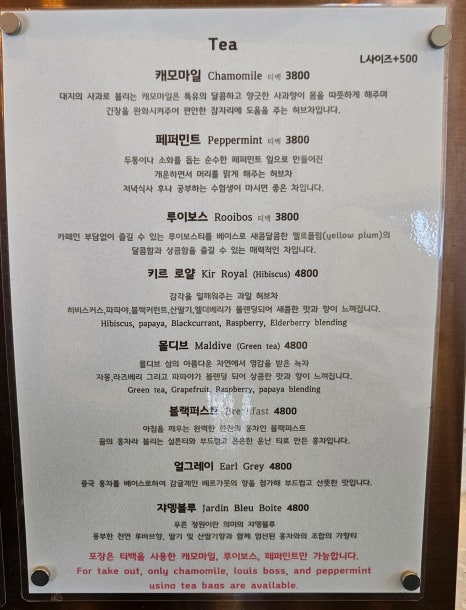 Tea
L사이즈+500
캐모마일 Chamomile 티백 3800
대지의 사과로 불리는 캐모마일은 특유의 달콤하고 향긋한 사과향이 몸을 따뜻하게 해주며
긴장을 완화시켜주어 편안한 잠자리에 도움을 주는 허브차입니다.
페퍼민트 Peppermint 티백 3800
두통이나 소화를 돕는 순수한 페퍼민트 잎으로 만들어진
개운하면서 머리를 맑게 해주는 허브차
저녁식사 후나 공부하는 수험생이 마시면 좋은 차입니다.
루이보스 Rooibos 티백 3800
카페인 부담없이 즐길 수 있는 루이보스티를 베이스로 새콤달콤한 옐로플럼(yellow plum)의
달콤함과 상큼함을 즐길 수 있는 매력적인 차입니다.
키르 로얄 Kir Royal (Hibiscus) 4800
감각을 일깨워주는 과일 허브차
히비스커스,파파야,블랙커런트,산딸기,엘더베리가 블렌딩되어 새콤한 맛과 향이 느껴집니다.
Hibiscus, papaya, Blackcurrant, Raspberry, Elderberry blending
몰디브 Maldive (Green tea) 4800
몰디브 섬의 아름다운 자연에서 영감을 받은 녹차
자몽,라즈베리 그리고 파파야가 블렌딩 되어 상큼한 맛과 향이 느껴집니다.
Green tea, Grapefruit, Raspberry, papaya blending
블랙퍼스트 Breakfast 4800
아침을 깨우는 완벽한 한잔의 홍차인 블랙퍼스트
꿈의 홍차라 불리는 실론티와 부드럽고 은은한 운난 티로 만든 홍차입니다.
얼그레이 Earl Grey 4800
중국 홍차를 베이스로하여 감귤계인 베르가못의 향을 첨가해 부드럽고 산뜻한 맛입니다.
쟈뎅블루 Jardin Bleu Boite 4800
푸른 정원이란 의미의 쟈뎅블루
풍부한 천연 루바브향, 딸기 및 산딸기향과 함께 엄선된 홍차와의 조합의 가향티
포장은 티백을 사용한 캐모마일, 루이보스, 페퍼민트만 가능합니다.
For take out, only chamomile, louis boss, and peppermint
using tea bags are available.